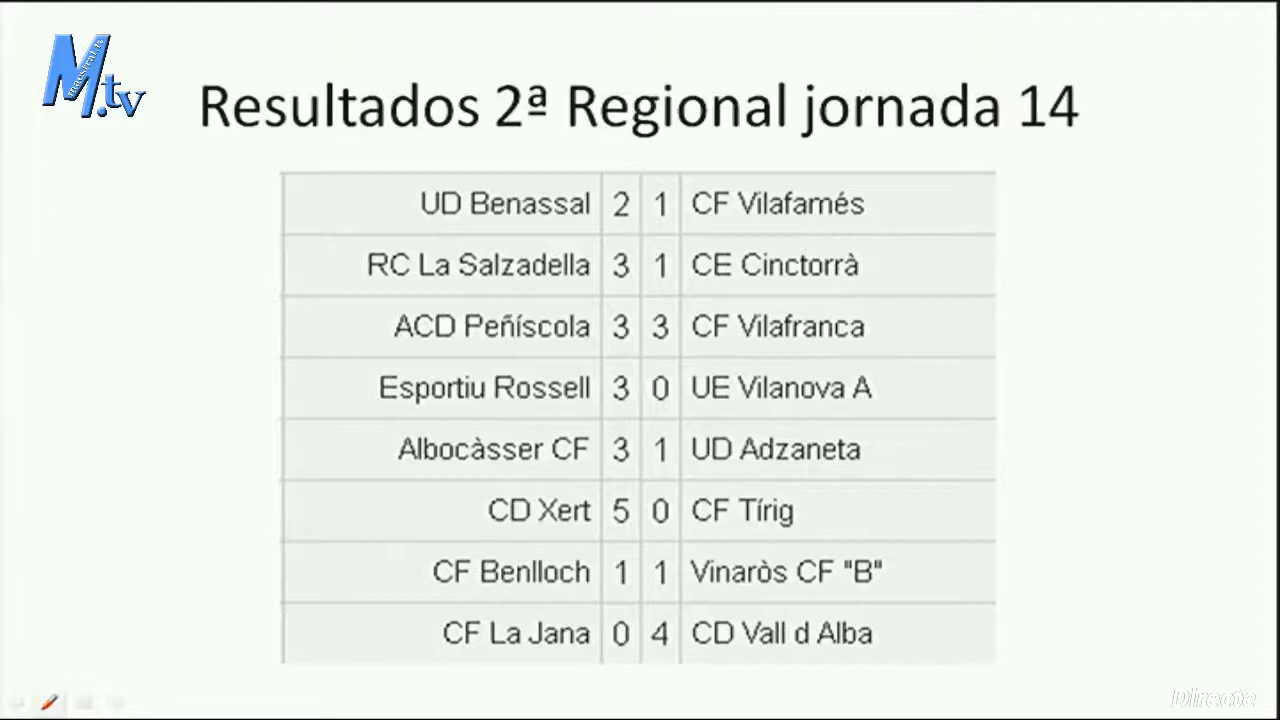 M.tv
maestrat.tv
Resultados 2ª Regional jornada 14
UD Benassal 2 1 CF Vilafamés
RC La Salzadella 3 1 CE Cinctorrà
ACD Peñíscola 3 3 CF Vilafranca
Esportiu Rossell 3 0 UE Vilanova A
Albocàsser CF 3 1 UD Adzaneta
CD Xert 5 0 CF Tírig
CF Benlloch 1 1 Vinaròs CF "B"
CF La Jana 0 4 CD Vall d Alba
Directe